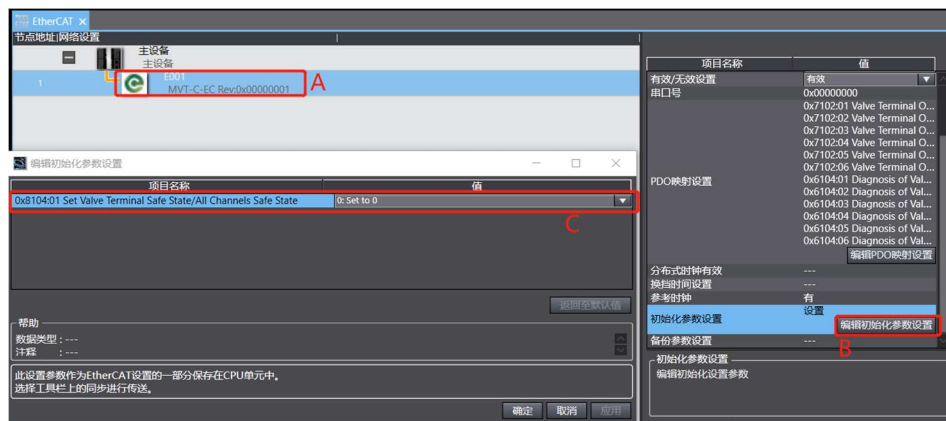 EtherCAT ×
节点地址|网络设置
主设备
主设备
1
E001
MVT-C-EC Rev:0x00000001
A
项目名称 值
有效/无效设置 有效
串口号 0x00000000
PDO映射设置
0x7102:01 Valve Terminal O...
0x7102:02 Valve Terminal O...
0x7102:03 Valve Terminal O...
0x7102:04 Valve Terminal O...
0x7102:05 Valve Terminal O...
0x7102:06 Valve Terminal O...
0x6104:01 Diagnosis of Val...
0x6104:02 Diagnosis of Val...
0x6104:03 Diagnosis of Val...
0x6104:04 Diagnosis of Val...
0x6104:05 Diagnosis of Val...
0x6104:06 Diagnosis of Val...
编辑PDO映射设置
分布式时钟有效 ---
换挡时间设置 ---
参考时钟 有
初始化参数设置 设置
编辑初始化参数设置
B
备份参数设置 ---
初始化参数设置
编辑初始化设置参数
编辑初始化参数设置
项目名称 值
0x8104:01 Set Valve Terminal Safe State/All Channels Safe State 0: Set to 0
C
返回至默认值
帮助
数据类型 : ---
注释 : ---
此设置参数作为EtherCAT设置的一部分保存在CPU单元中。
选择工具栏上的同步进行传送。
确定 取消 应用